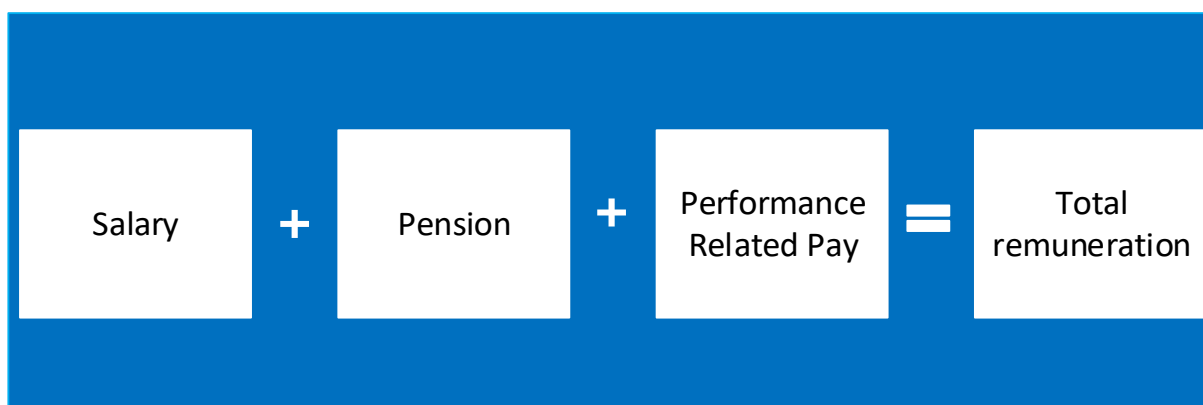 Salary
+
Pension
+
Performance
Related Pay
=
Total
remuneration